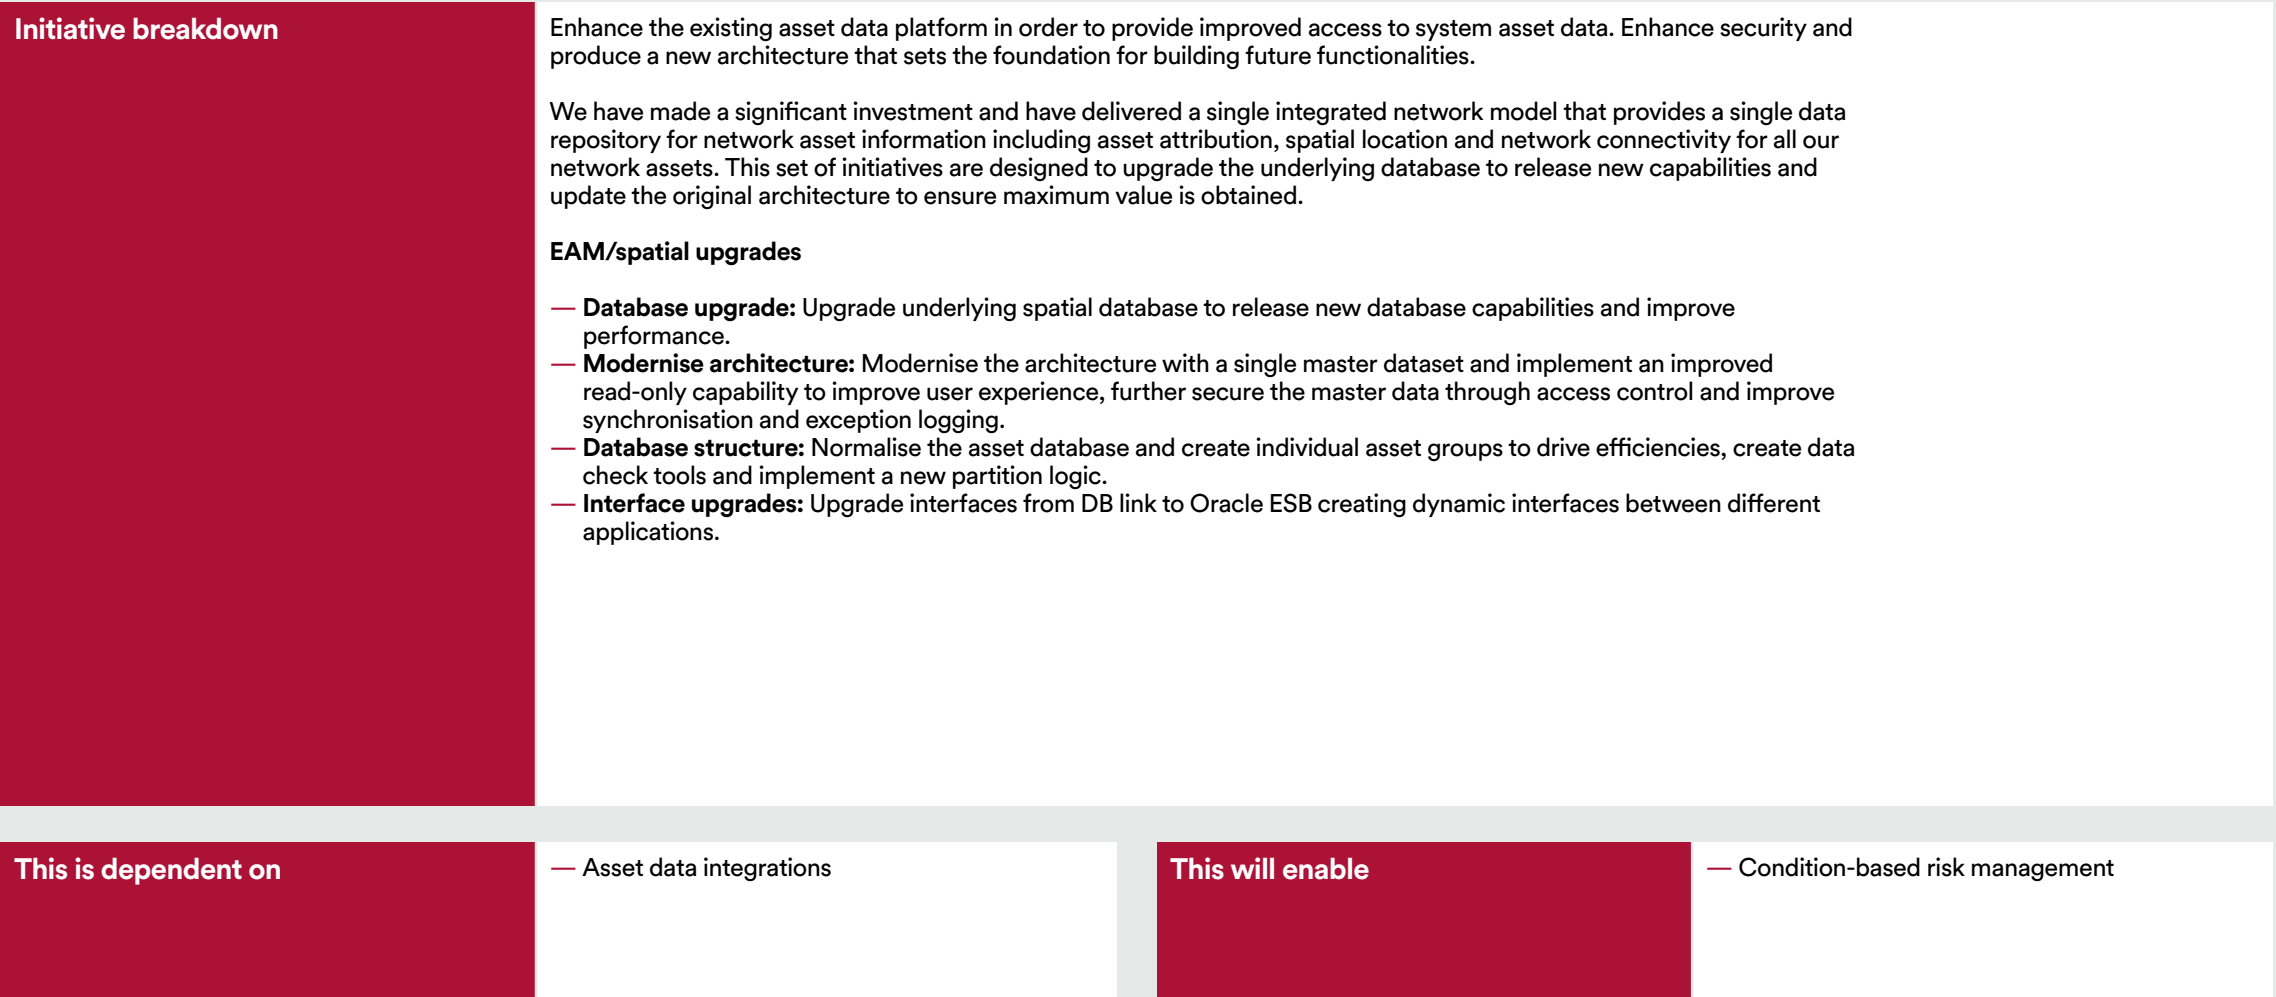 Initiative breakdown
Enhance the existing asset data platform in order to provide improved access to system asset data. Enhance security and
produce a new architecture that sets the foundation for building future functionalities.
We have made a significant investment and have delivered a single integrated network model that provides a single data
repository for network asset information including asset attribution, spatial location and network connectivity for all our
network assets. This set of initiatives are designed to upgrade the underlying database to release new capabilities and
update the original architecture to ensure maximum value is obtained.
EAM/spatial upgrades
— Database upgrade: Upgrade underlying spatial database to release new database capabilities and improve
performance.
— Modernise architecture: Modernise the architecture with a single master dataset and implement an improved
read-only capability to improve user experience, further secure the master data through access control and improve
synchronisation and exception logging.
— Database structure: Normalise the asset database and create individual asset groups to drive efficiencies, create data
check tools and implement a new partition logic.
— Interface upgrades: Upgrade interfaces from DB link to Oracle ESB creating dynamic interfaces between different
applications.
This is dependent on
— Asset data integrations
This will enable
— Condition-based risk management